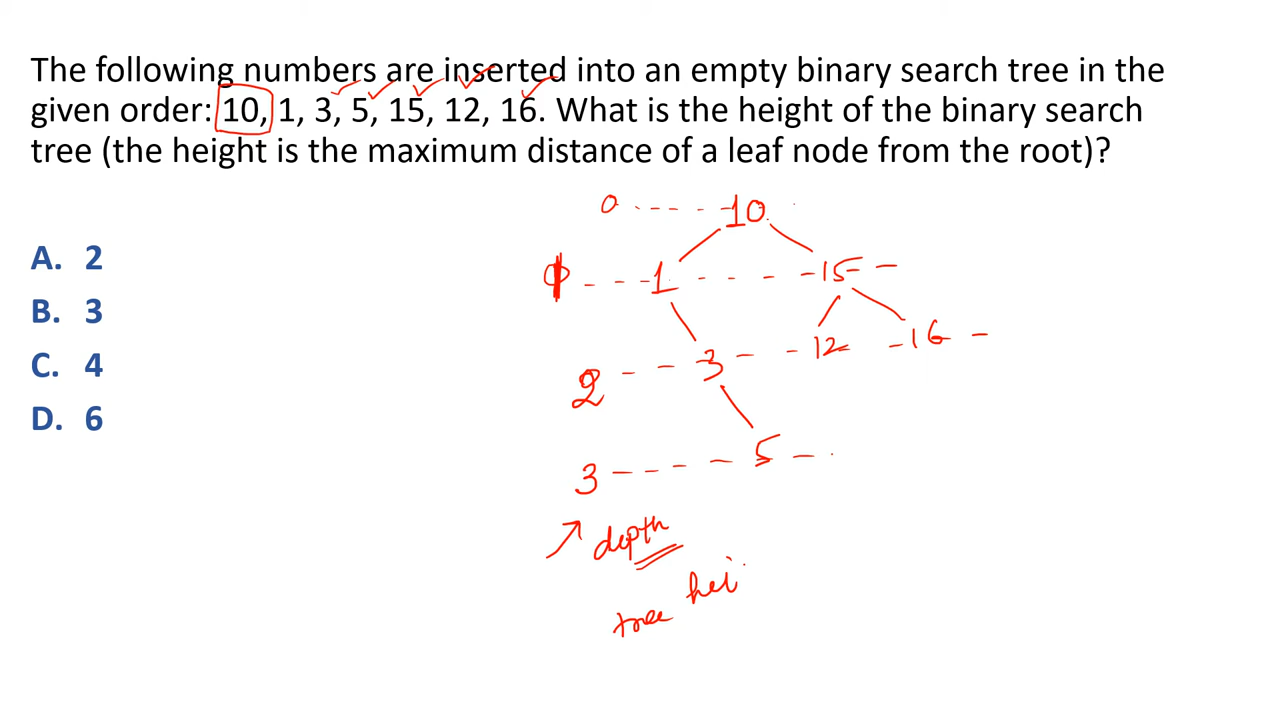 The following numbers are inserted into an empty binary search tree in the
given order: 10, 1, 3, 5, 15, 12, 16. What is the height of the binary search
tree (the height is the maximum distance of a leaf node from the root)?
A. 2
B. 3
C. 4
D. 6
0 10
1 1 15
2 3 12 16
3 5
depth
hei
tree